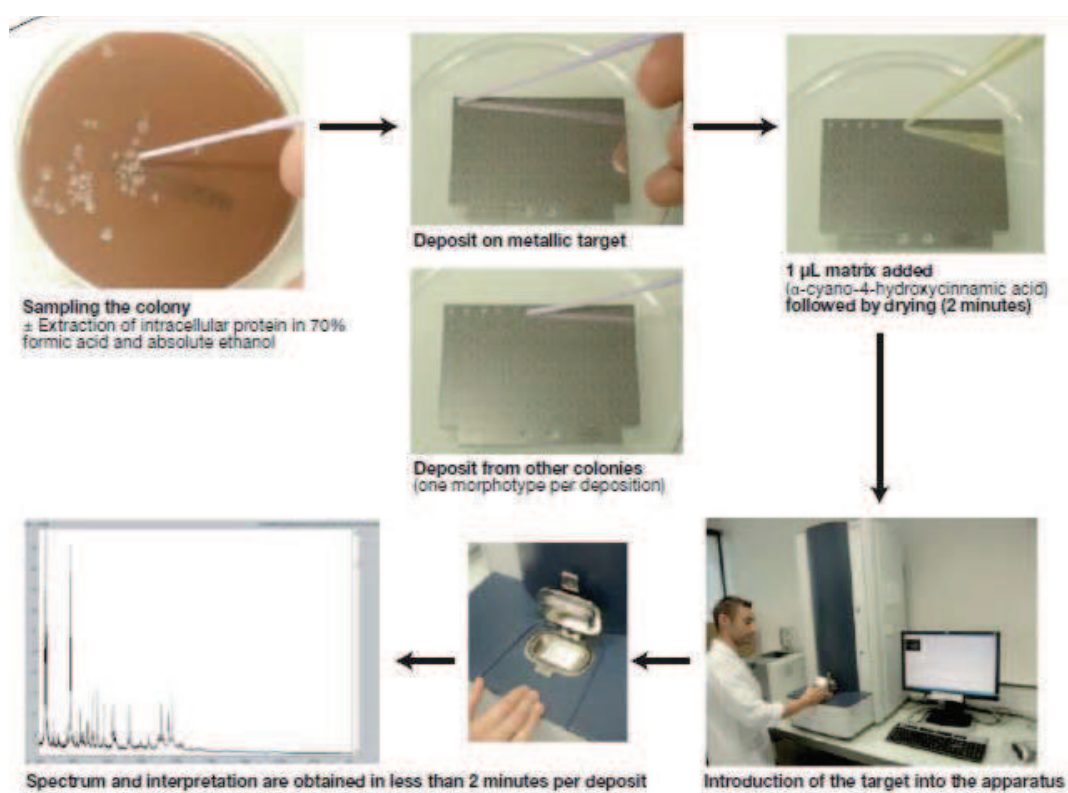 Sampling the colony
± Extraction of intracellular protein in 70%
formic acid and absolute ethanol
Deposit on metallic target
1 µL matrix added
(α-cyano-4-hydroxycinnamic acid)
followed by drying (2 minutes)
Deposit from other colonies
(one morphotype per deposition)
Spectrum and interpretation are obtained in less than 2 minutes per deposit
Introduction of the target into the apparatus